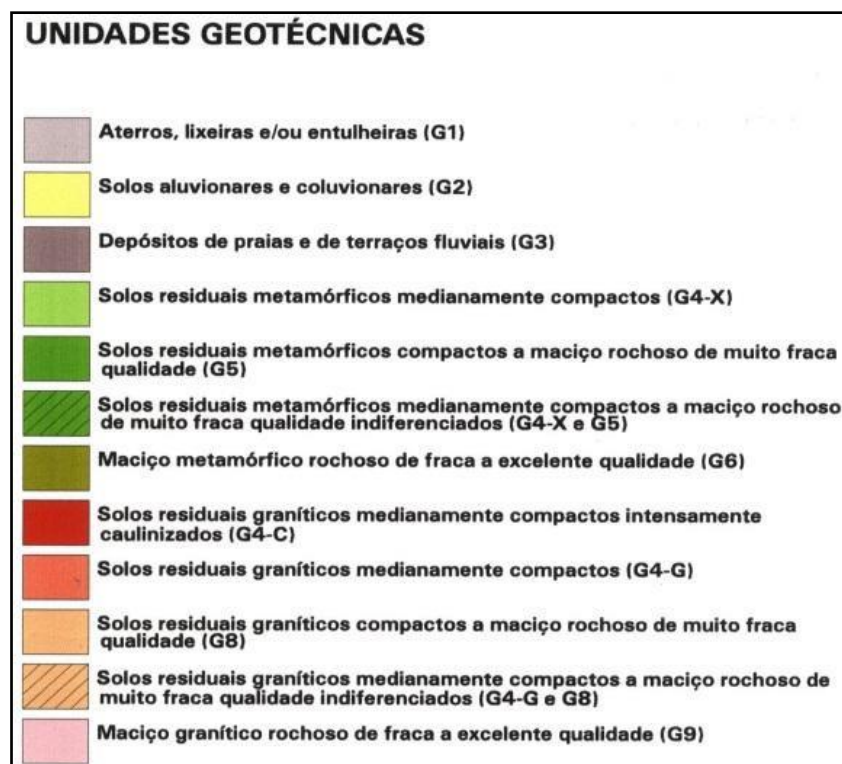 UNIDADES GEOTÉCNICAS
Aterros, lixeiras e/ou entulheiras (G1)
Solos aluvionares e coluvionares (G2)
Depósitos de praias e de terraços fluviais (G3)
Solos residuais metamórficos medianamente compactos (G4-X)
Solos residuais metamórficos compactos a maciço rochoso de muito fraca
qualidade (G5)
Solos residuais metamórficos medianamente compactos a maciço rochoso
de muito fraca qualidade indiferenciados (G4-X e G5)
Maciço metamórfico rochoso de fraca a excelente qualidade (G6)
Solos residuais graníticos medianamente compactos intensamente
caulinizados (G4-C)
Solos residuais graníticos medianamente compactos (G4-G)
Solos residuais graníticos compactos a maciço rochoso de muito fraca
qualidade (G8)
Solos residuais graníticos medianamente compactos a maciço rochoso de
muito fraca qualidade indiferenciados (G4-G e G8)
Maciço granítico rochoso de fraca a excelente qualidade (G9)